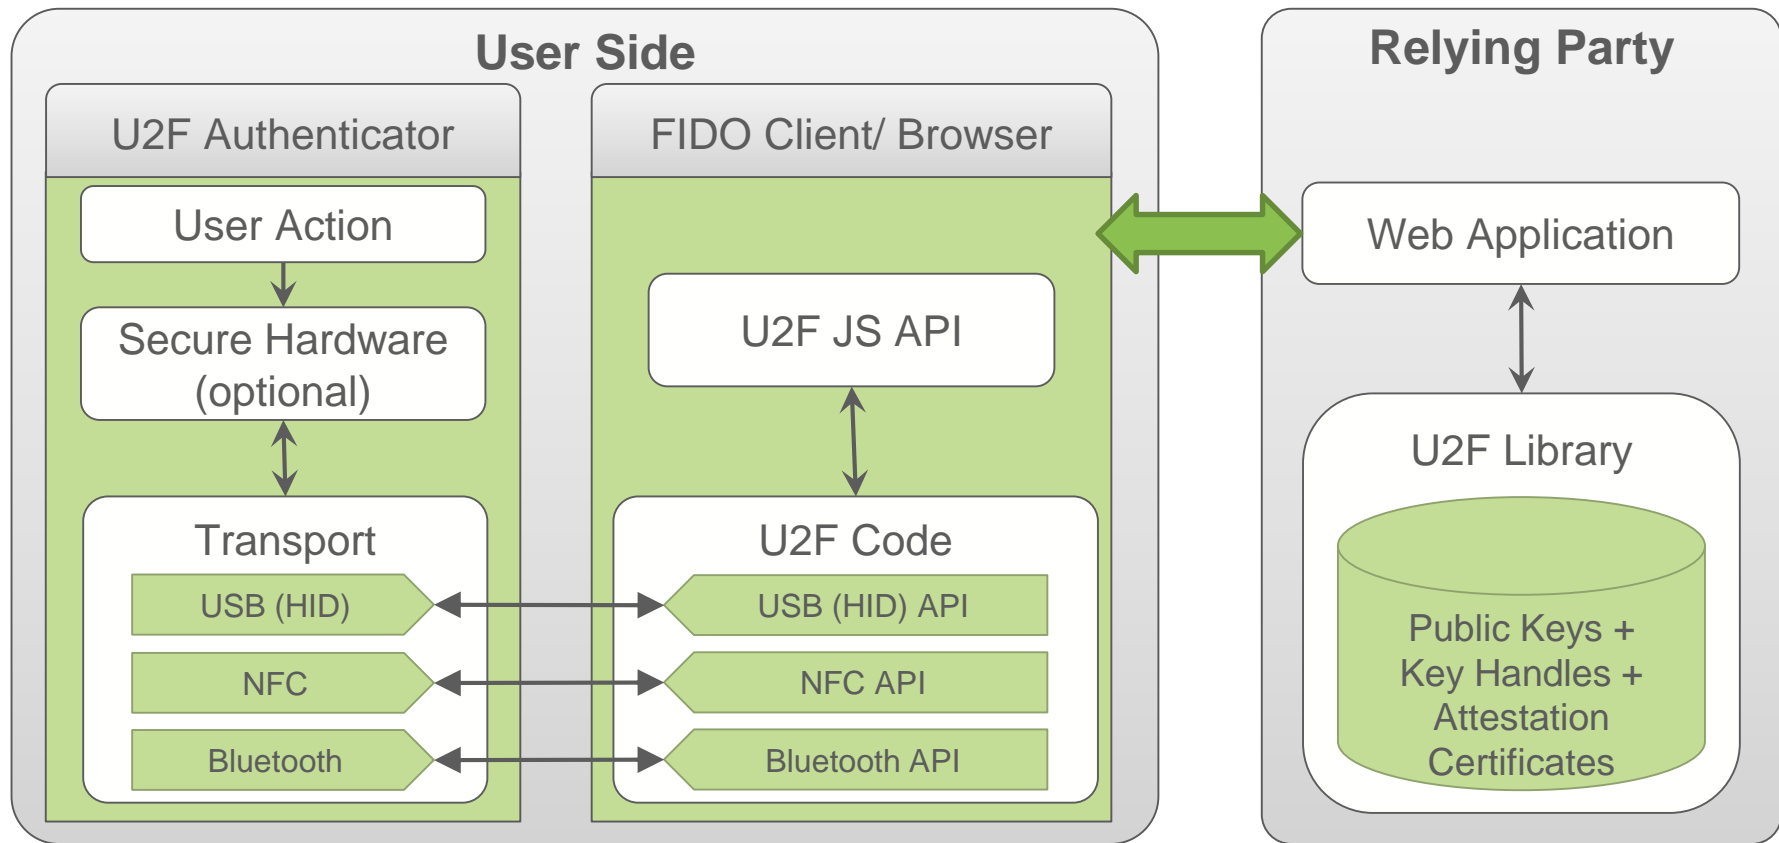 User Side
U2F Authenticator
User Action
Secure Hardware
(optional)
Transport
USB (HID)
NFC
Bluetooth
FIDO Client/ Browser
U2F JS API
U2F Code
USB (HID) API
NFC API
Bluetooth API
Relying Party
Web Application
U2F Library
Public Keys +
Key Handles +
Attestation
Certificates